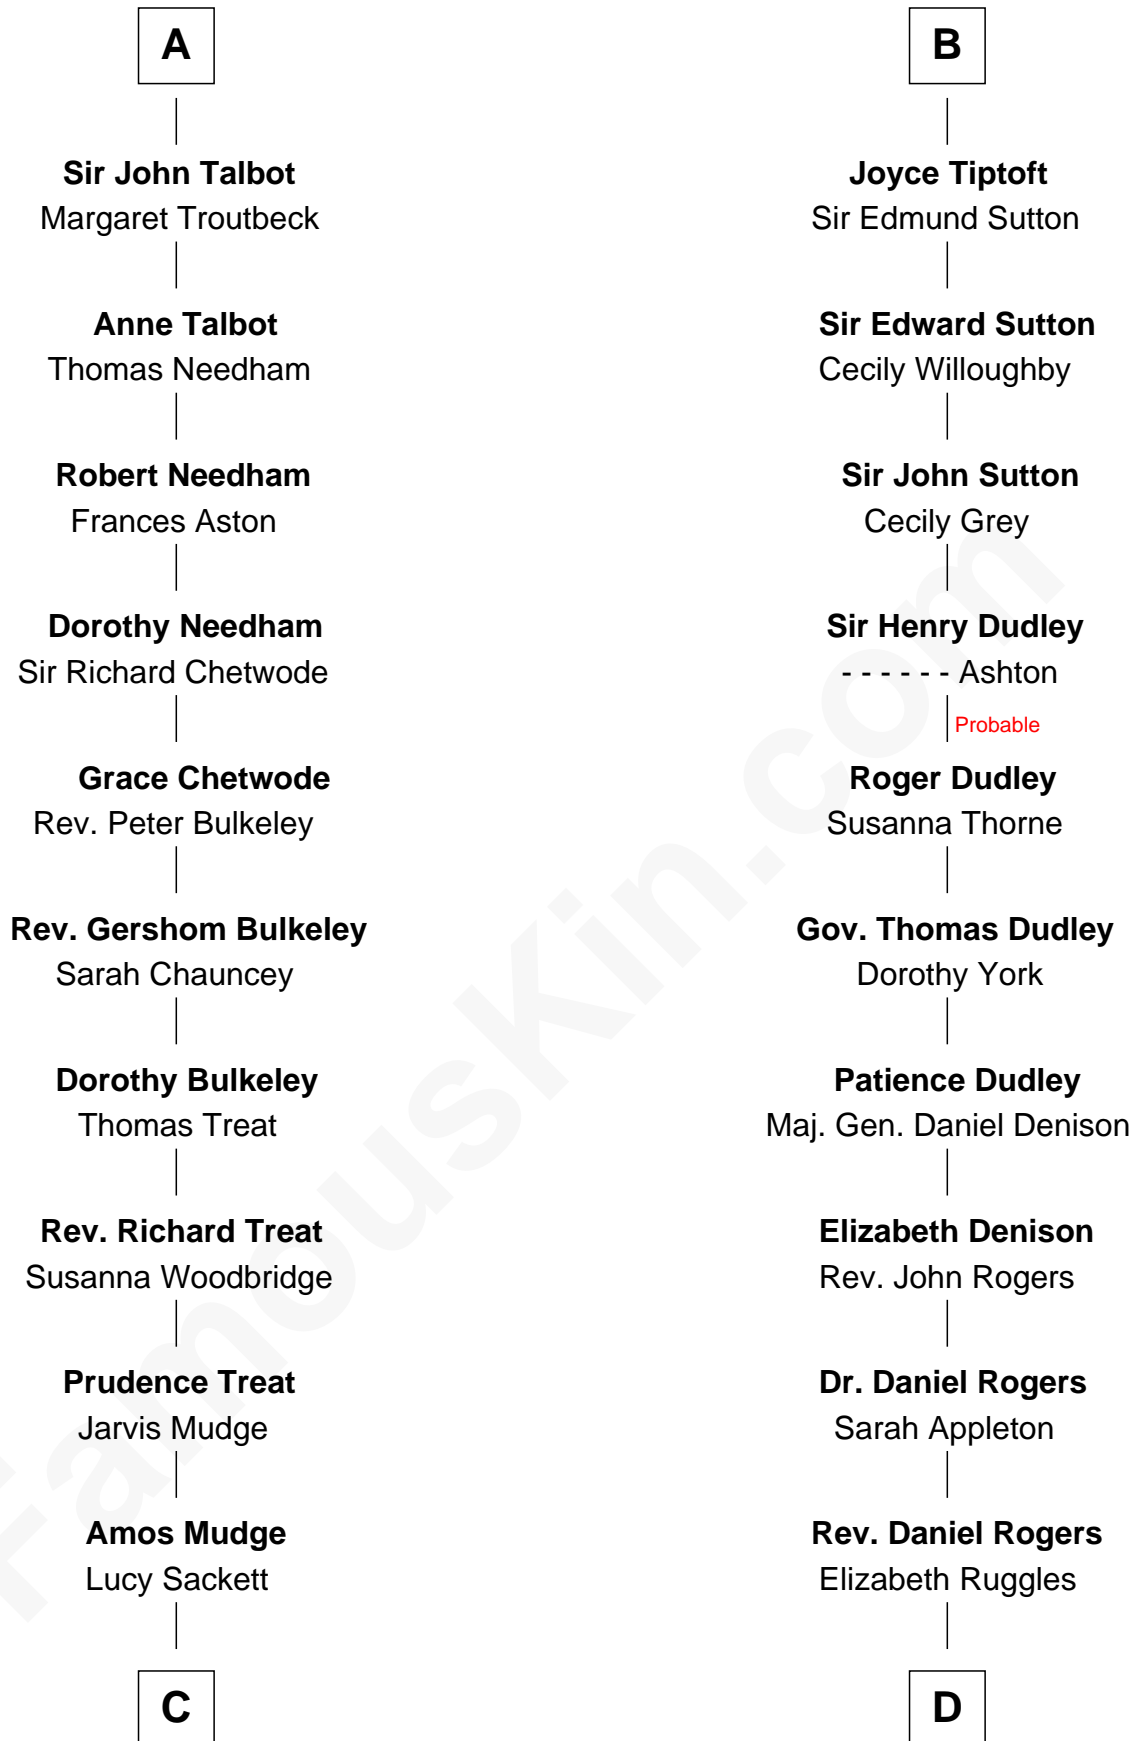 A
Sir John Talbot
Margaret Troutbeck
Anne Talbot
Thomas Needham
Robert Needham
Frances Aston
Dorothy Needham
Sir Richard Chetwode
Grace Chetwode
Rev. Peter Bulkeley
Rev. Gershom Bulkeley
Sarah Chauncey
Dorothy Bulkeley
Thomas Treat
Rev. Richard Treat
Susanna Woodbridge
Prudence Treat
Jarvis Mudge
Amos Mudge
Lucy Sackett
C
B
Joyce Tiptoft
Sir Edmund Sutton
Sir Edward Sutton
Cecily Willoughby
Sir John Sutton
Cecily Grey
Sir Henry Dudley
- - - - - - Ashton
Probable
Roger Dudley
Susanna Thorne
Gov. Thomas Dudley
Dorothy York
Patience Dudley
Maj. Gen. Daniel Denison
Elizabeth Denison
Rev. John Rogers
Dr. Daniel Rogers
Sarah Appleton
Rev. Daniel Rogers
Elizabeth Ruggles
D
FamousKin.com